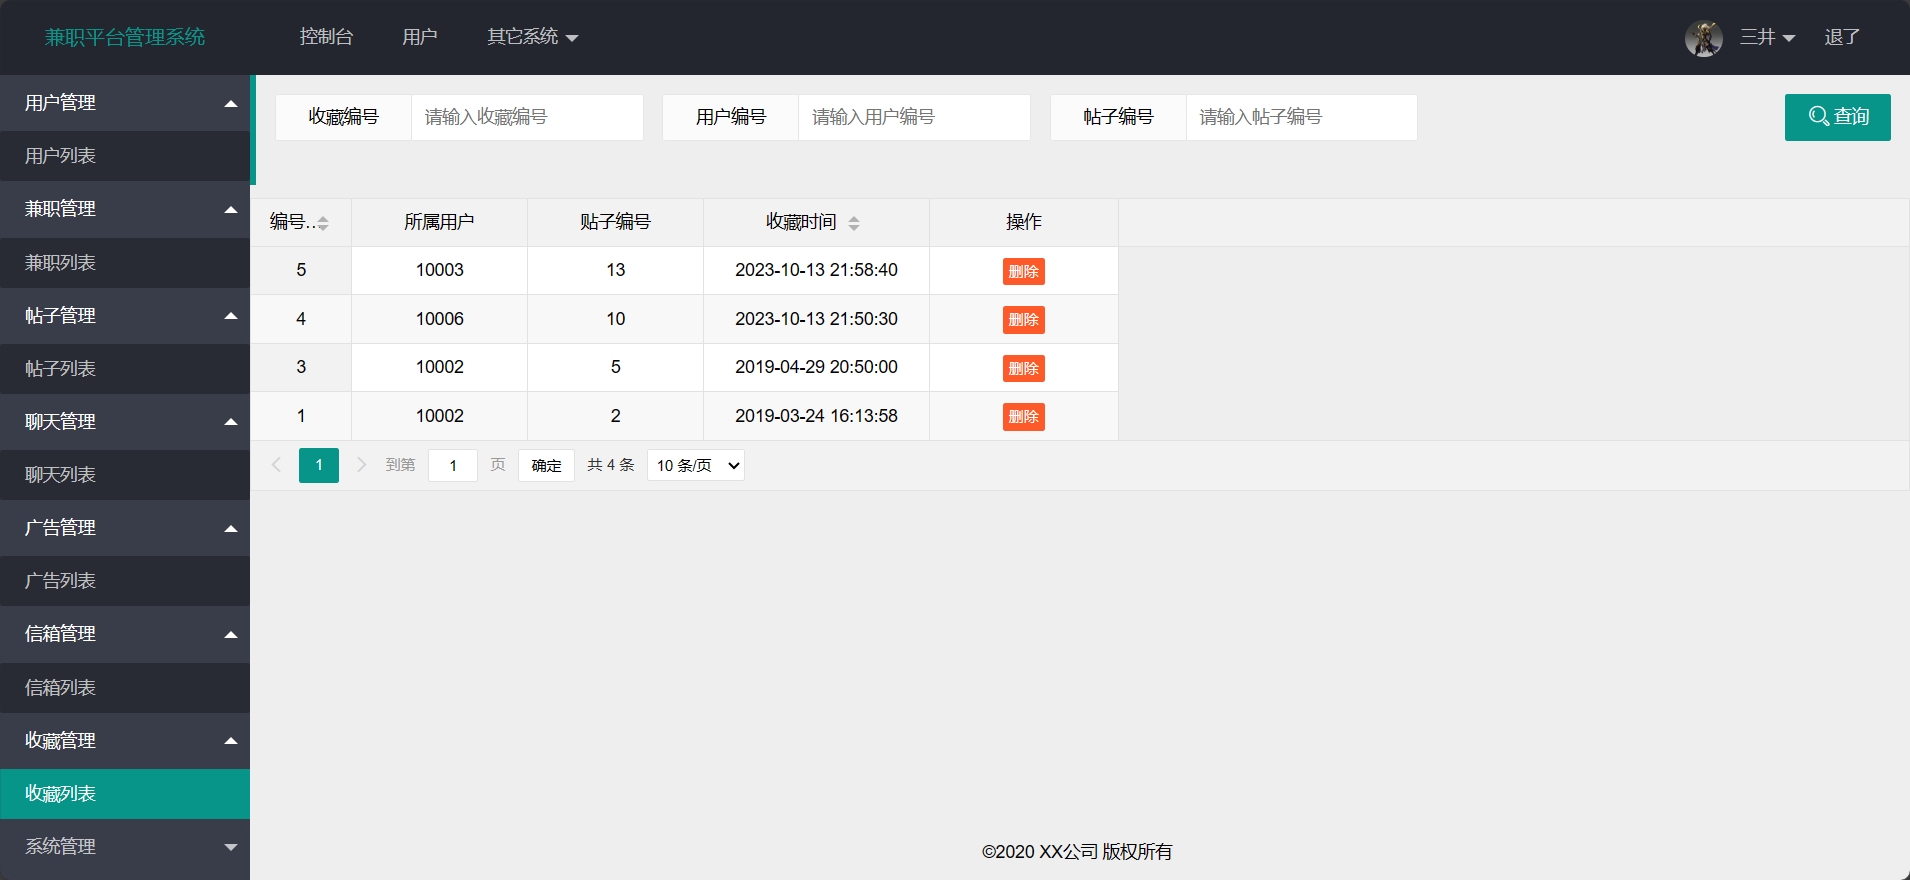 兼职平台管理系统 控制台 用户 其它系统 三井 退了
用户管理
用户列表
兼职管理
兼职列表
帖子管理
帖子列表
聊天管理
聊天列表
广告管理
广告列表
信箱管理
信箱列表
收藏管理
收藏列表
系统管理
收藏编号 请输入收藏编号 用户编号 请输入用户编号 帖子编号 请输入帖子编号 查询
编号... 所属用户 贴子编号 收藏时间 操作
5 10003 13 2023-10-13 21:58:40 删除
4 10006 10 2023-10-13 21:50:30 删除
3 10002 5 2019-04-29 20:50:00 删除
1 10002 2 2019-03-24 16:13:58 删除
1 到第 1 页 确定 共 4 条 10 条/页
©2020 XX公司 版权所有